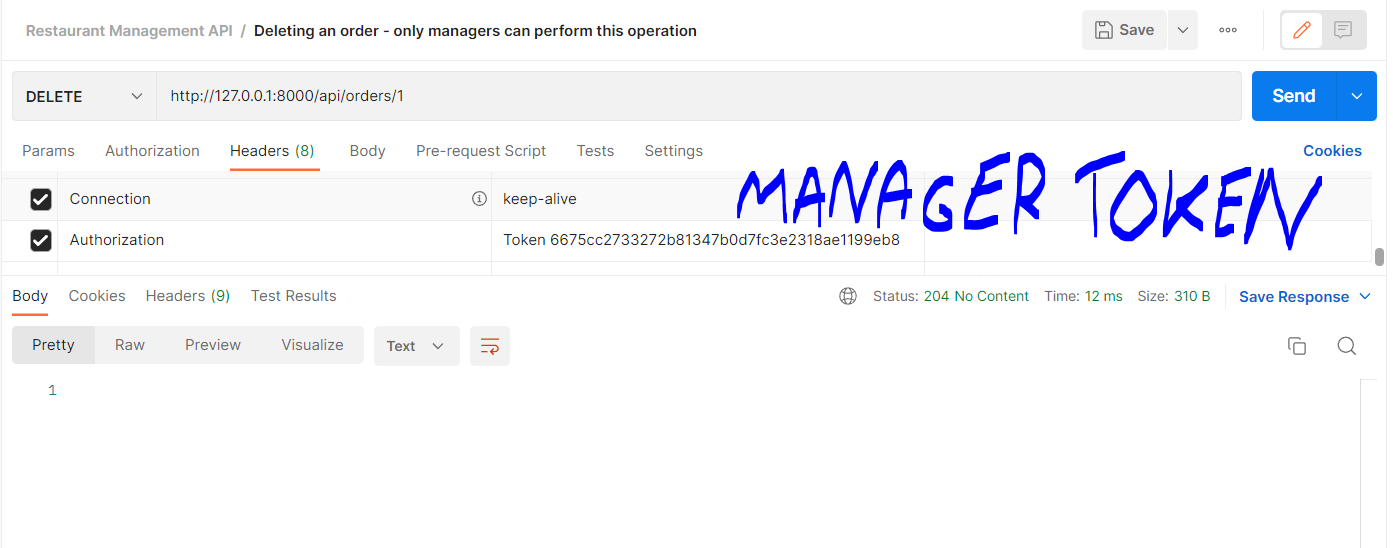 Restaurant Management API / Deleting an order - only managers can perform this operation Save
DELETE http://127.0.0.1:8000/api/orders/1 Send
Params Authorization Headers (8) Body Pre-request Script Tests Settings Cookies
MANAGER TOKEN
Connection keep-alive
Authorization Token 6675cc2733272b81347b0d7fc3e2318ae1199eb8
Body Cookies Headers (9) Test Results Status: 204 No Content Time: 12 ms Size: 310 B Save Response
Pretty Raw Preview Visualize Text
1